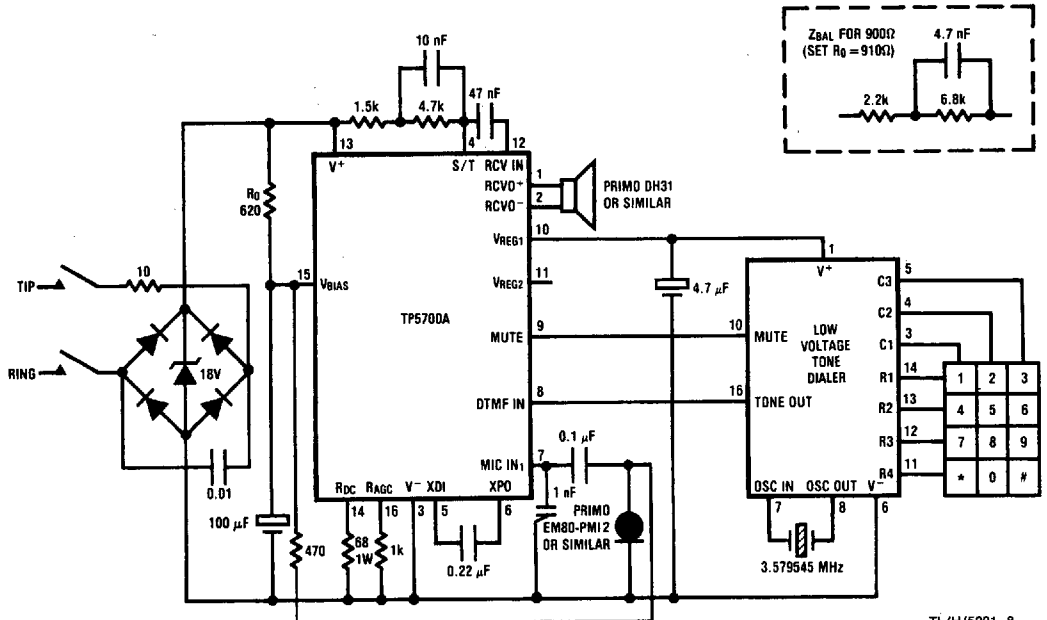 10 nF
1.5k
4.7k
47 nF
ZBAL FOR 900Ω
(SET R0 = 910Ω)
4.7 nF
2.2k
6.8k
13
4
12
V+
S/T
RCV IN
RCVO+
1
RCVO−
2
PRIMO DH31
OR SIMILAR
R0
620
VREG1
10
15
VBIAS
VREG2
11
4.7 μF
TP5700A
MUTE
9
DTMF IN
8
MIC IN1
7
0.1 μF
1 nF
PRIMO
EM80-PMI2
OR SIMILAR
TIP
10
RING
18V
0.01
100 μF
470
RDC
RAGC
V−
XDI
XPO
14
16
3
5
6
68
1W
1k
0.22 μF
1
V+
LOW
VOLTAGE
TONE
DIALER
10
MUTE
16
TONE OUT
C3
5
C2
4
C1
3
R1
14
R2
13
R3
12
R4
11
OSC IN
OSC OUT
V−
7
8
6
3.579545 MHz
1 2 3
4 5 6
7 8 9
* 0 #